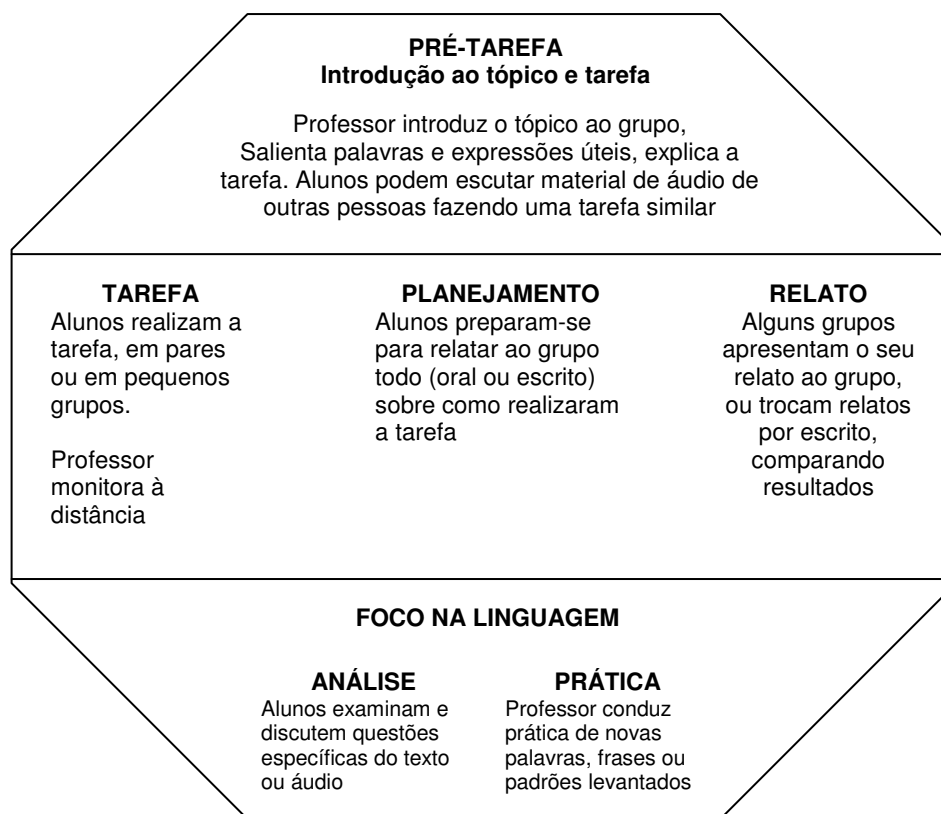 PRÉ-TAREFA
Introdução ao tópico e tarefa
Professor introduz o tópico ao grupo,
Salienta palavras e expressões úteis, explica a
tarefa. Alunos podem escutar material de áudio de
outras pessoas fazendo uma tarefa similar
TAREFA
Alunos realizam a
tarefa, em pares
ou em pequenos
grupos.
Professor
monitora à
distância
PLANEJAMENTO
Alunos preparam-se
para relatar ao grupo
todo (oral ou escrito)
sobre como realizaram
a tarefa
RELATO
Alguns grupos
apresentam o seu
relato ao grupo,
ou trocam relatos
por escrito,
comparando
resultados
FOCO NA LINGUAGEM
ANÁLISE
Alunos examinam e
discutem questões
específicas do texto
ou áudio
PRÁTICA
Professor conduz
prática de novas
palavras, frases ou
padrões levantados